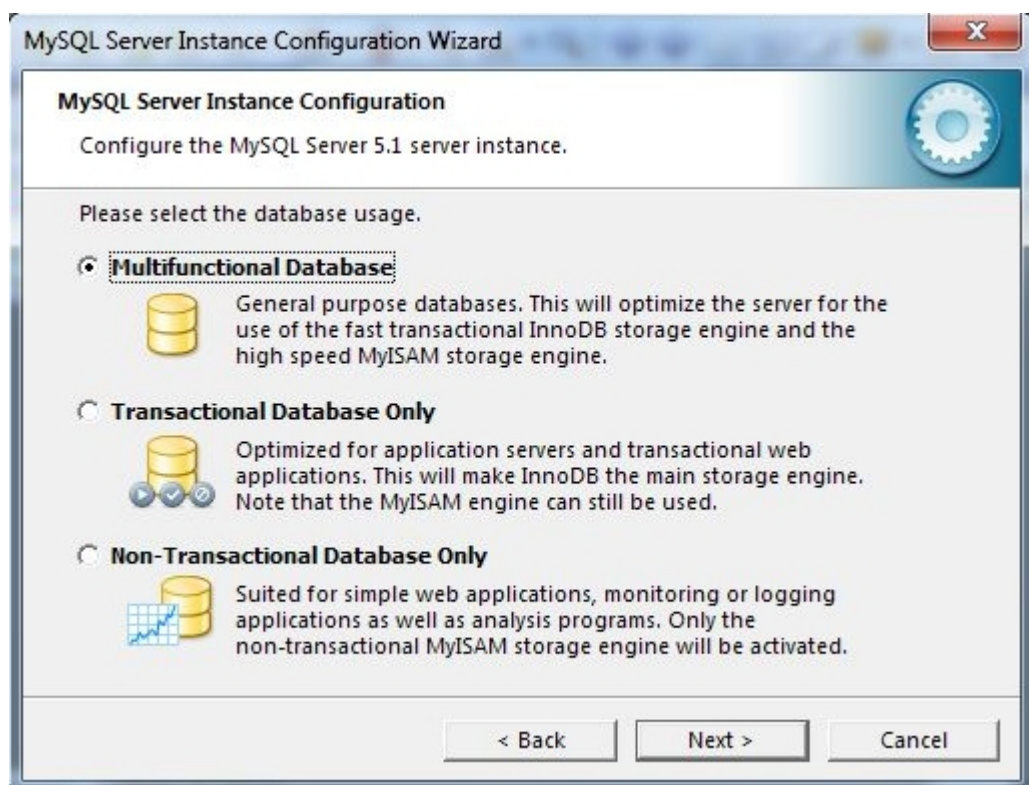 MySQL Server Instance Configuration Wizard
MySQL Server Instance Configuration
Configure the MySQL Server 5.1 server instance.
Please select the database usage.
Multifunctional Database
General purpose databases. This will optimize the server for the
use of the fast transactional InnoDB storage engine and the
high speed MyISAM storage engine.
Transactional Database Only
Optimized for application servers and transactional web
applications. This will make InnoDB the main storage engine.
Note that the MyISAM engine can still be used.
Non-Transactional Database Only
Suited for simple web applications, monitoring or logging
applications as well as analysis programs. Only the
non-transactional MyISAM storage engine will be activated.
< Back
Next >
Cancel